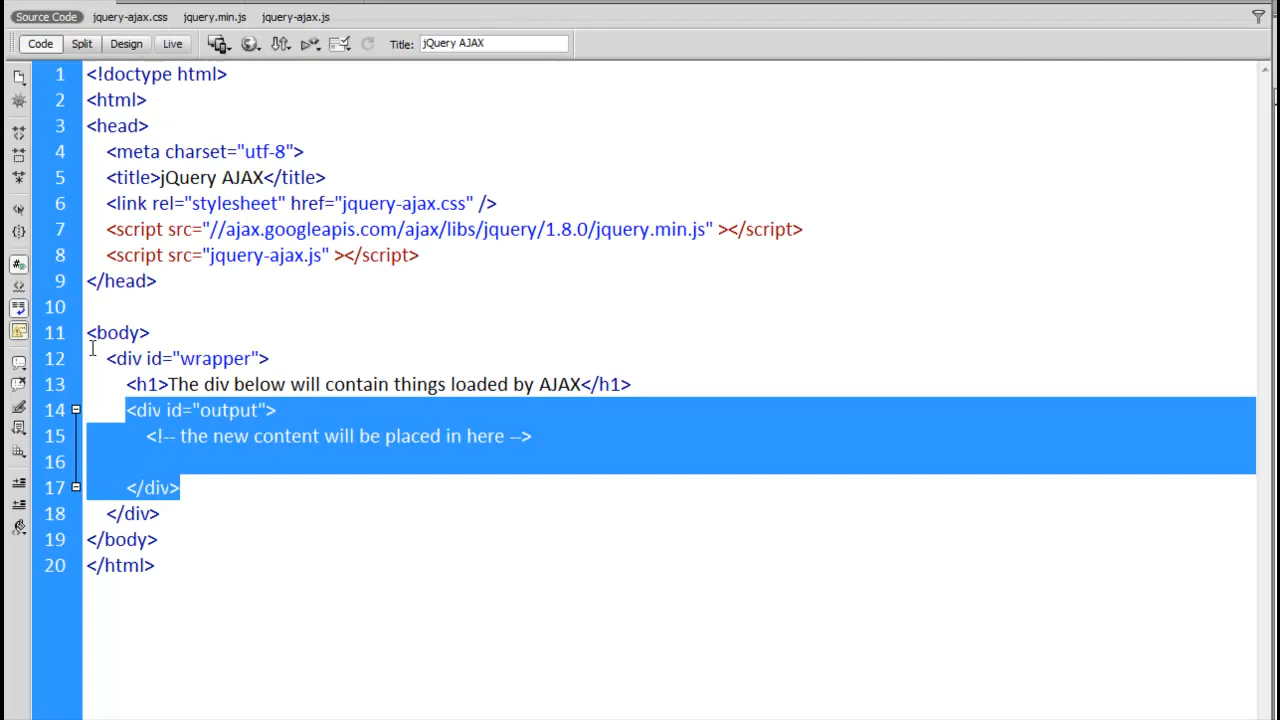 Source Code jquery-ajax.css jquery.min.js jquery-ajax.js
Code Split Design Live Title: jQuery AJAX
1 <!doctype html>
2 <html>
3 <head>
4 <meta charset="utf-8">
5 <title>jQuery AJAX</title>
6 <link rel="stylesheet" href="jquery-ajax.css" />
7 <script src="//ajax.googleapis.com/ajax/libs/jquery/1.8.0/jquery.min.js" ></script>
8 <script src="jquery-ajax.js" ></script>
9 </head>
10
11 <body>
12 <div id="wrapper">
13 <h1>The div below will contain things loaded by AJAX</h1>
14 <div id="output">
15 <!-- the new content will be placed in here -->
16
17 </div>
18 </div>
19 </body>
20 </html>